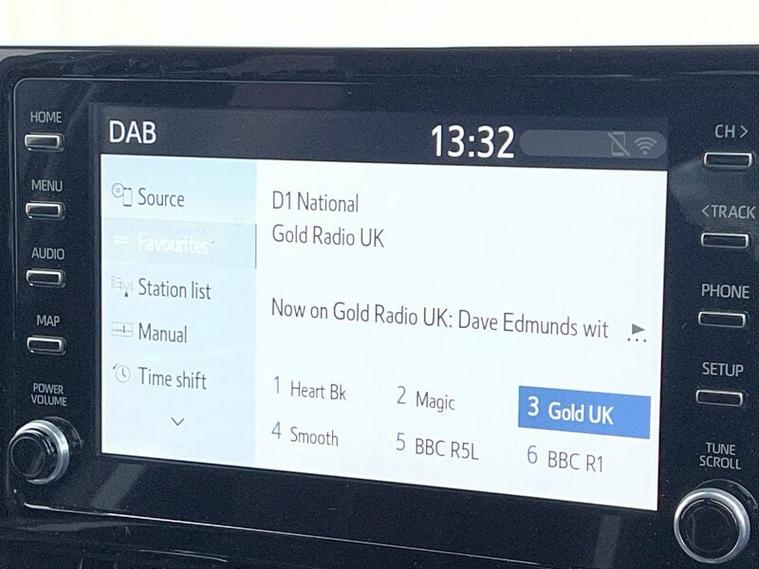 HOME
MENU
AUDIO
MAP
POWER
VOLUME
DAB
13:32
Source
Favourites
Station list
Manual
Time shift
D1 National
Gold Radio UK
Now on Gold Radio UK: Dave Edmunds wit
1 Heart Bk
2 Magic
3 Gold UK
4 Smooth
5 BBC R5L
6 BBC R1
CH >
<TRACK
PHONE
SETUP
TUNE
SCROLL